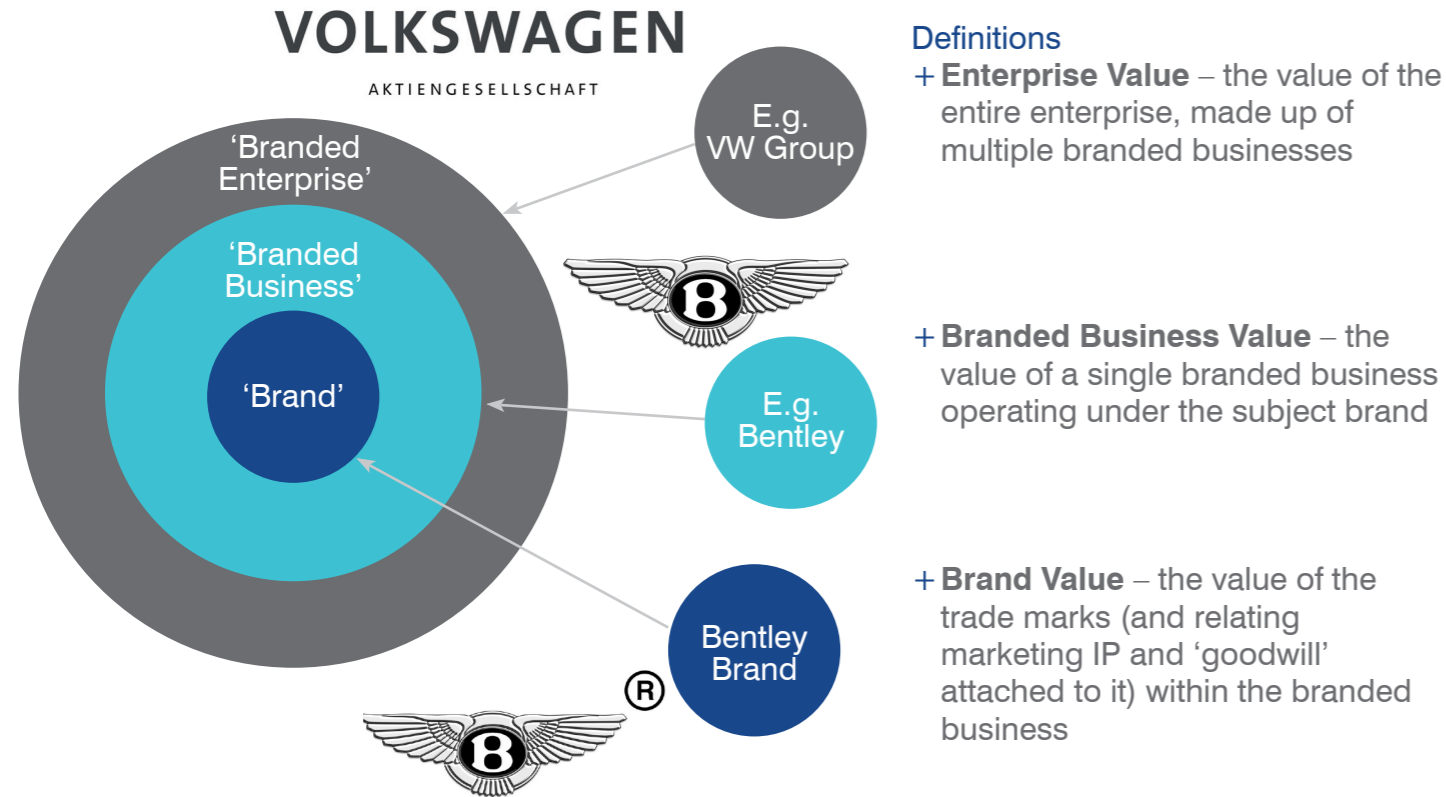 VOLKSWAGEN
AKTIENGESELLSCHAFT
‘Branded
Enterprise’
‘Branded
Business’
‘Brand’
E.g.
VW Group
B
E.g.
Bentley
Bentley
Brand
®
B
Definitions
+ Enterprise Value – the value of the
entire enterprise, made up of
multiple branded businesses
+ Branded Business Value – the
value of a single branded business
operating under the subject brand
+ Brand Value – the value of the
trade marks (and relating
marketing IP and ‘goodwill’
attached to it) within the branded
business